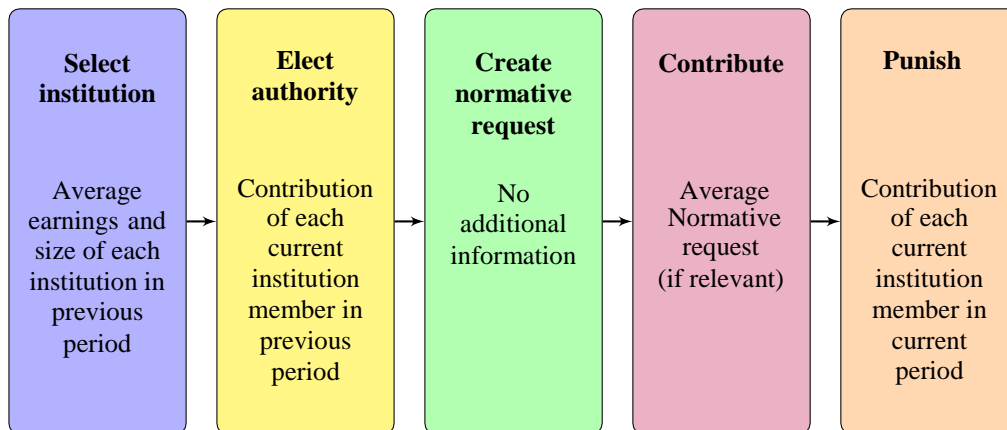 Select
institution
Average
earnings and
size of each
institution in
previous
period
Elect
authority
Contribution
of each
current
institution
member in
previous
period
Create
normative
request
No
additional
information
Contribute
Average
Normative
request
(if relevant)
Punish
Contribution
of each
current
institution
member in
current
period